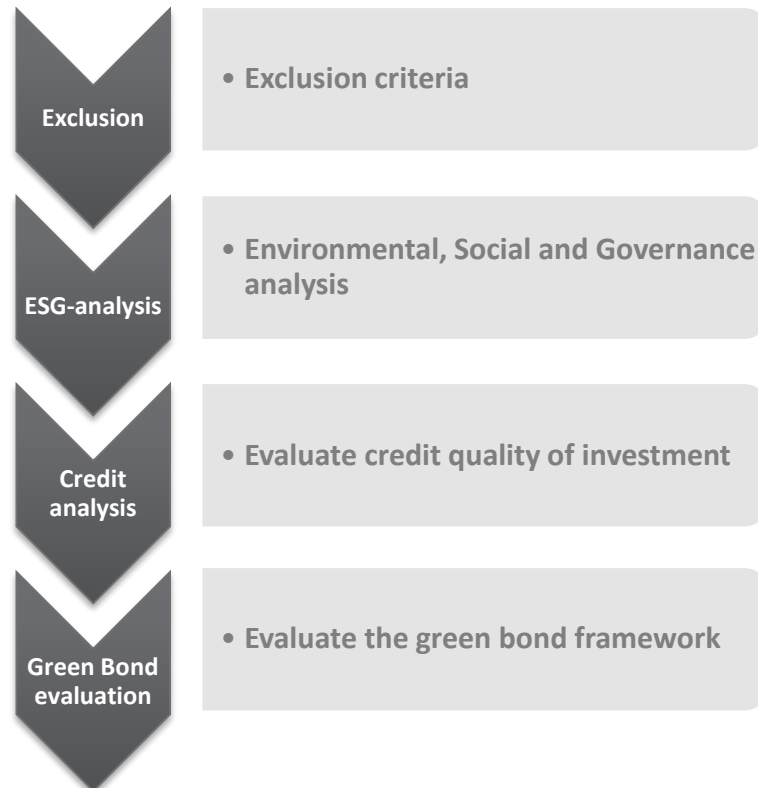 Exclusion
• Exclusion criteria
ESG-analysis
• Environmental, Social and Governance
analysis
Credit
analysis
• Evaluate credit quality of investment
Green Bond
evaluation
• Evaluate the green bond framework